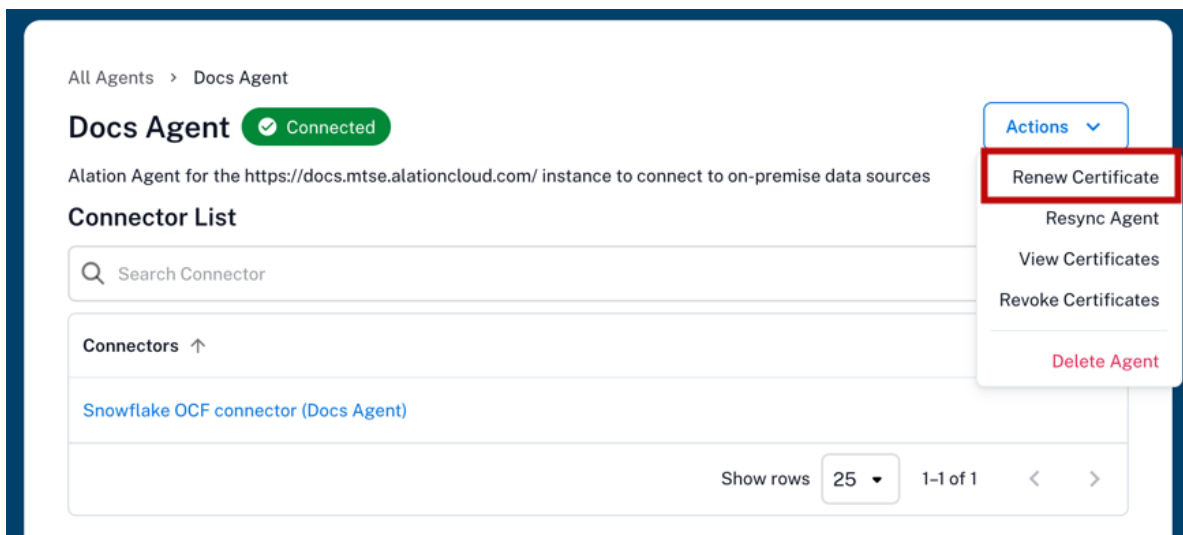 All Agents > Docs Agent
Docs Agent Connected
Actions
Alation Agent for the https://docs.mtse.alationcloud.com/ instance to connect to on-premise data sources
Renew Certificate
Connector List
Resync Agent
Search Connector
View Certificates
Revoke Certificates
Connectors ↑
Delete Agent
Snowflake OCF connector (Docs Agent)
Show rows 25 1–1 of 1 < >